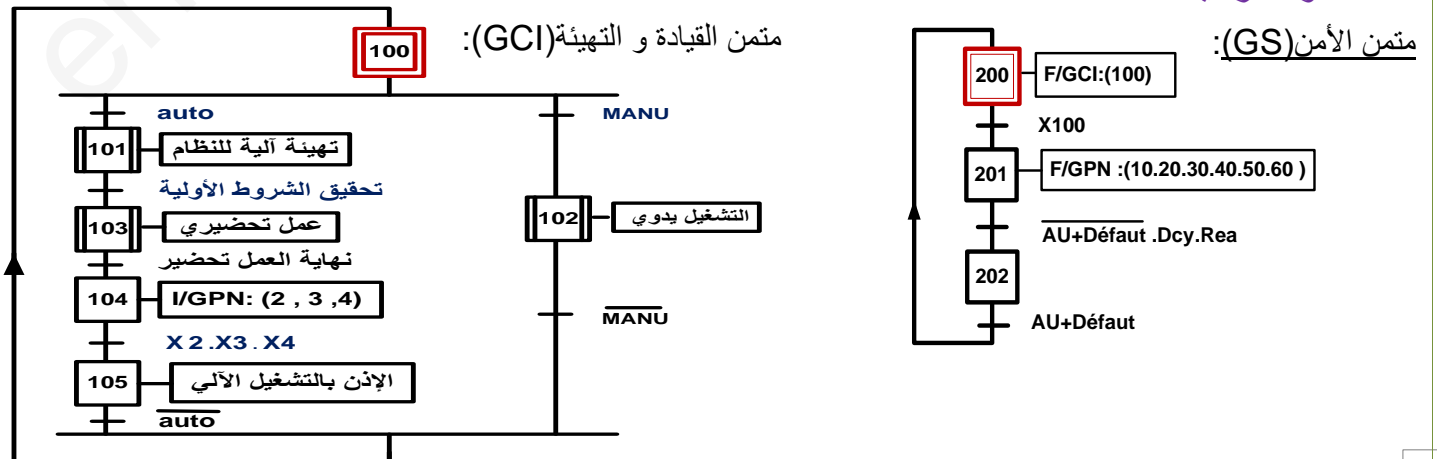 متمن القيادة و التهيئة(GCI):
100
auto
MANU
101
تهيئة آلية للنظام
تحقيق الشروط الأولية
103
عمل تحضيري
102
التشغيل يدوي
نهاية العمل تحضير
104
I/GPN: (2 , 3 ,4)
MANU
X 2 .X3 . X4
105
الإذن بالتشغيل الآلي
auto
متمن الأمن(GS):
200
F/GCI:(100)
X100
201
F/GPN :(10.20.30.40.50.60 )
AU+Défaut .Dcy.Rea
202
AU+Défaut